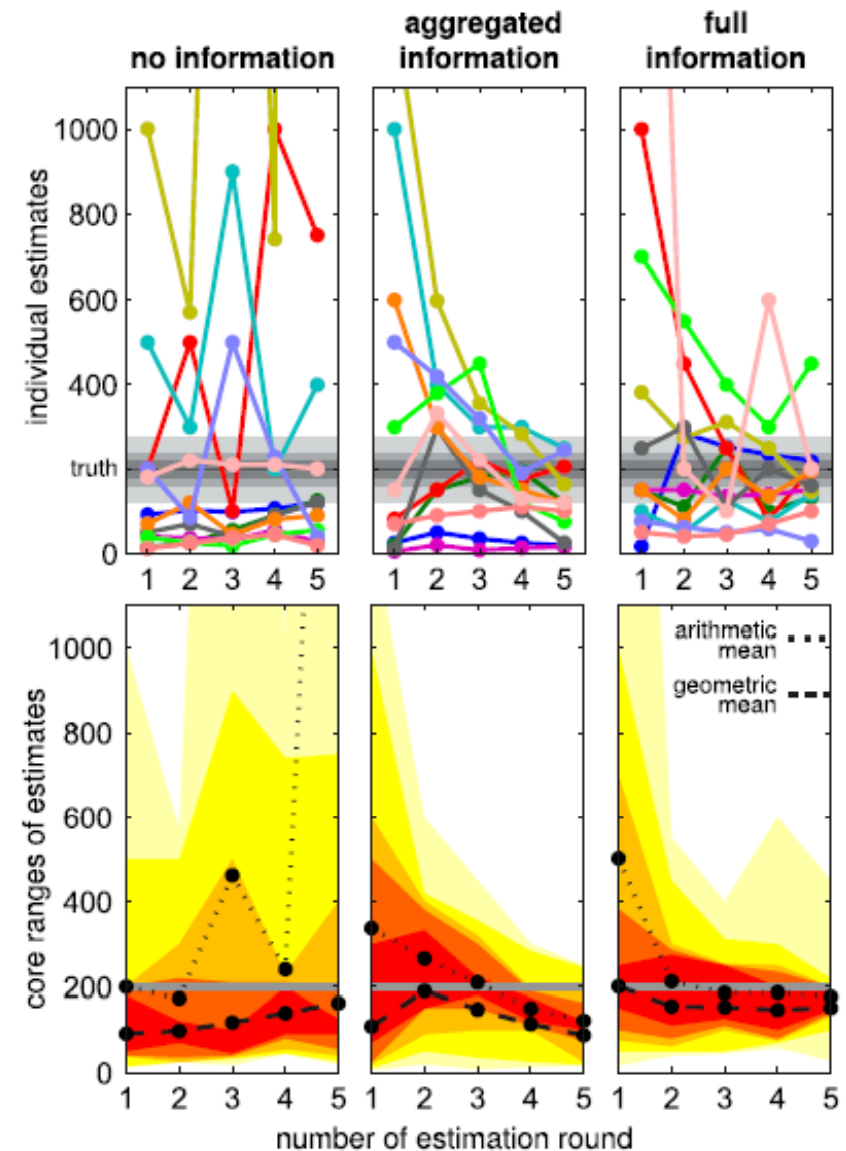 no information
aggregated
information
full
information
individual estimates
1000
800
600
400
truth
0
1 2 3 4 5
1 2 3 4 5
1 2 3 4 5
core ranges of estimates
1000
800
600
400
200
0
arithmetic
mean
geometric
mean
1 2 3 4 5
1 2 3 4 5
1 2 3 4 5
number of estimation round